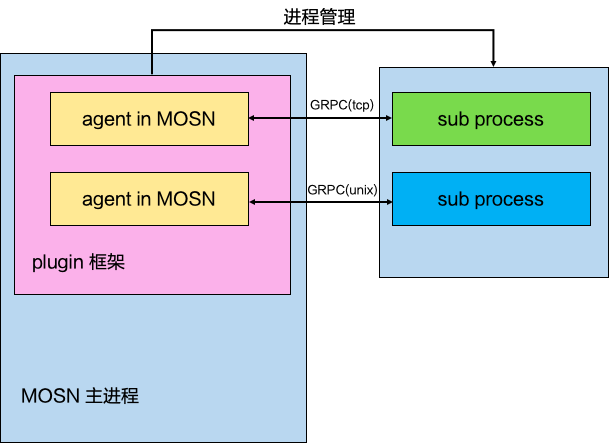 进程管理
agent in MOSN
GRPC(tcp)
sub process
agent in MOSN
GRPC(unix)
sub process
plugin 框架
MOSN 主进程